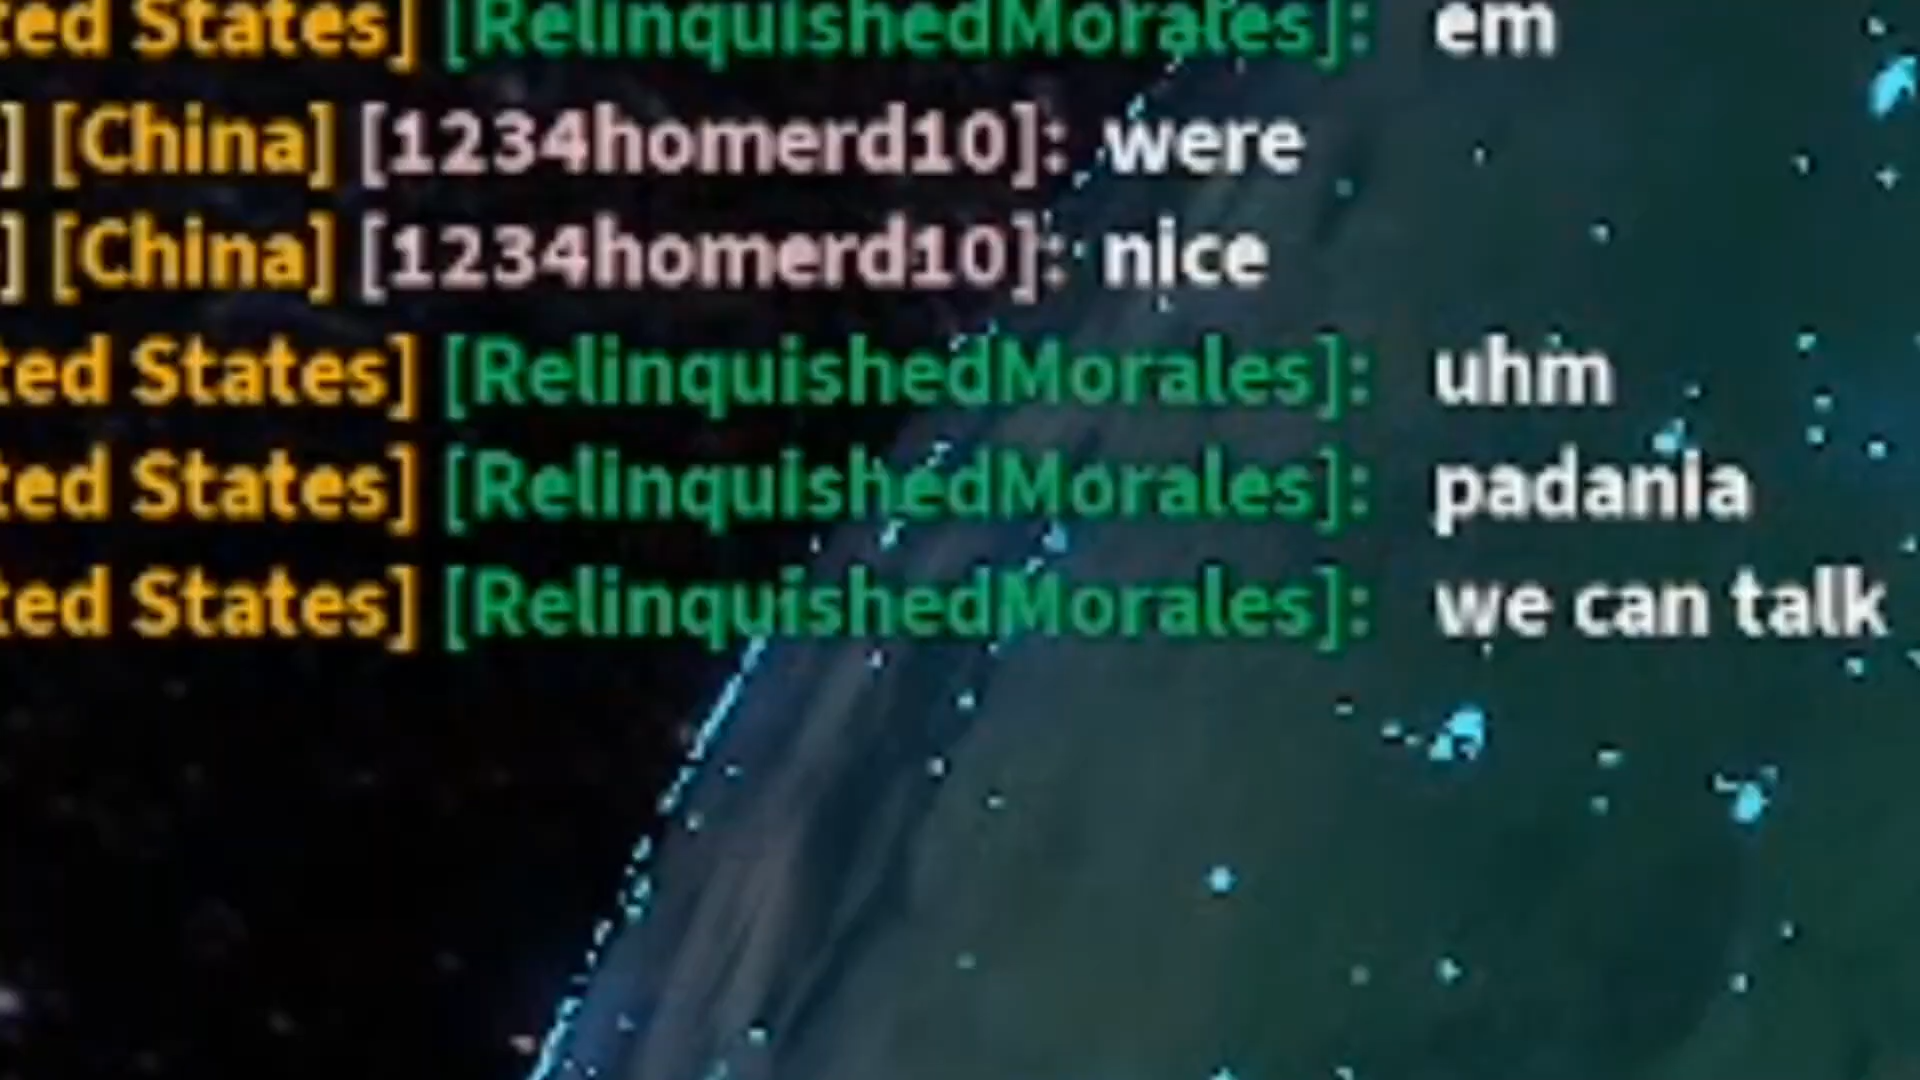 ted States] [RelinquishedMorales]: em
] [China] [1234homerd10]: were
] [China] [1234homerd10]: nice
ted States] [RelinquishedMorales]: uhm
ted States] [RelinquishedMorales]: padania
ted States] [RelinquishedMorales]: we can talk